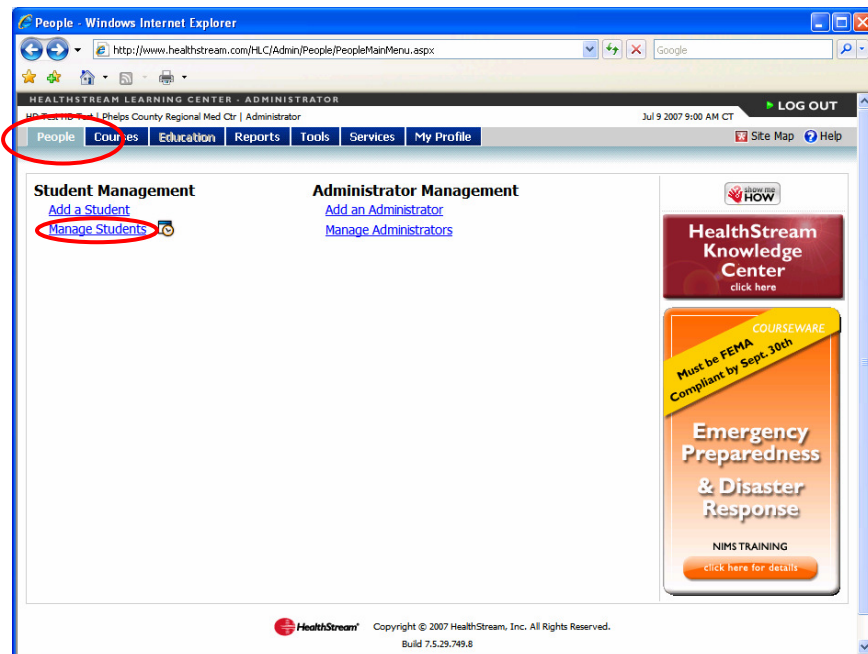 People - Windows Internet Explorer
http://www.healthstream.com/HLC/Admin/People/PeopleMainMenu.aspx
Google
HEALTHSTREAM LEARNING CENTER - ADMINISTRATOR
LOG OUT
HD Test HD Test | Phelps County Regional Med Ctr | Administrator
Jul 9 2007 9:00 AM CT
People Courses Education Reports Tools Services My Profile
Site Map Help
Student Management
Add a Student
Manage Students
Administrator Management
Add an Administrator
Manage Administrators
show me
HOW
HealthStream
Knowledge
Center
click here
COURSEWARE
Must be FEMA
Compliant by Sept. 30th
Emergency
Preparedness
& Disaster
Response
NIMS TRAINING
click here for details
HealthStream Copyright © 2007 HealthStream, Inc. All Rights Reserved.
Build 7.5.29.749.8